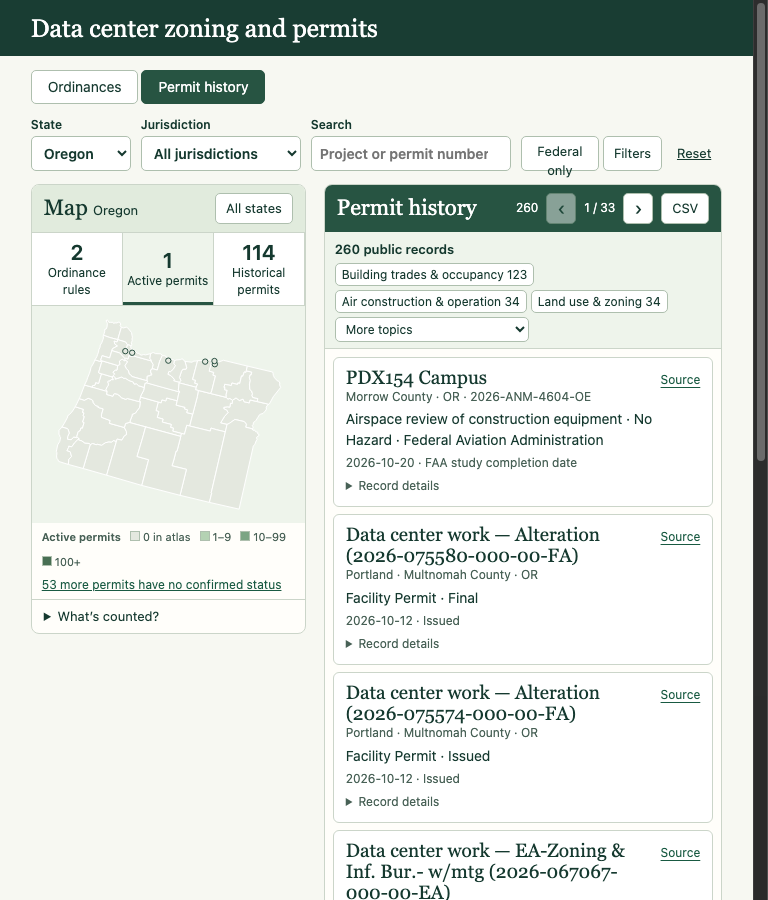 Data center zoning and permits
Ordinances
Permit history
State
Jurisdiction
Search
Oregon
All jurisdictions
Project or permit number
Federal
only
Filters
Reset
Map Oregon
All states
2
Ordinance
rules
1
Active permits
114
Historical
permits
Active permits 0 in atlas 1–9 10–99
100+
53 more permits have no confirmed status
▶ What's counted?
Permit history
260 ‹ 1 / 33 ›
CSV
260 public records
Building trades & occupancy 123
Air construction & operation 34
Land use & zoning 34
More topics
PDX154 Campus
Source
Morrow County · OR · 2026-ANM-4604-OE
Airspace review of construction equipment · No
Hazard · Federal Aviation Administration
2026-10-20 · FAA study completion date
▶ Record details
Data center work — Alteration
(2026-075580-000-00-FA)
Source
Portland · Multnomah County · OR
Facility Permit · Final
2026-10-12 · Issued
▶ Record details
Data center work — Alteration
(2026-075574-000-00-FA)
Source
Portland · Multnomah County · OR
Facility Permit · Issued
2026-10-12 · Issued
▶ Record details
Data center work — EA-Zoning &
Inf. Bur.- w/mtg (2026-067067-
000-00-EA)
Source